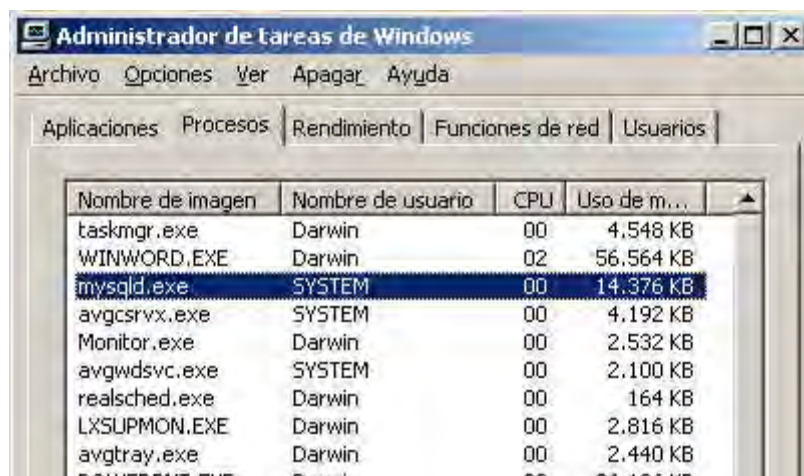 Administrador de tareas de Windows
Archivo Opciones Ver Apagar Ayuda
Aplicaciones Procesos Rendimiento Funciones de red Usuarios
Nombre de imagen Nombre de usuario CPU Uso de m...
taskmgr.exe Darwin 00 4.548 KB
WINWORD.EXE Darwin 02 56.564 KB
mysqld.exe SYSTEM 00 14.376 KB
avgcsrvx.exe SYSTEM 00 4.192 KB
Monitor.exe Darwin 00 2.532 KB
avgwdsvc.exe SYSTEM 00 2.100 KB
realsched.exe Darwin 00 164 KB
LXSUPMON.EXE Darwin 00 2.816 KB
avgtray.exe Darwin 00 2.440 KB